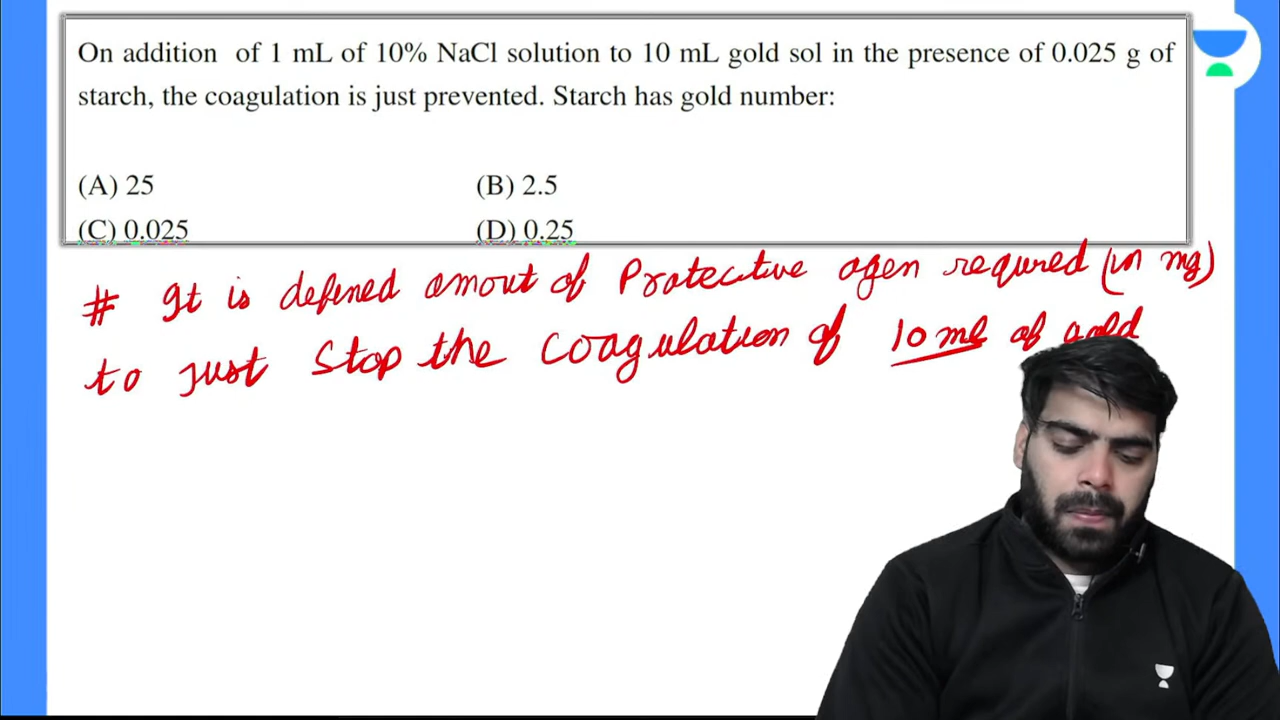 On addition of 1 mL of 10% NaCl solution to 10 mL gold sol in the presence of 0.025 g of
starch, the coagulation is just prevented. Starch has gold number:
(A) 25 (B) 2.5
(C) 0.025 (D) 0.25
# It is defined amout of Protective agen required (in mg)
to just stop the coagulation of 10 ml of gold